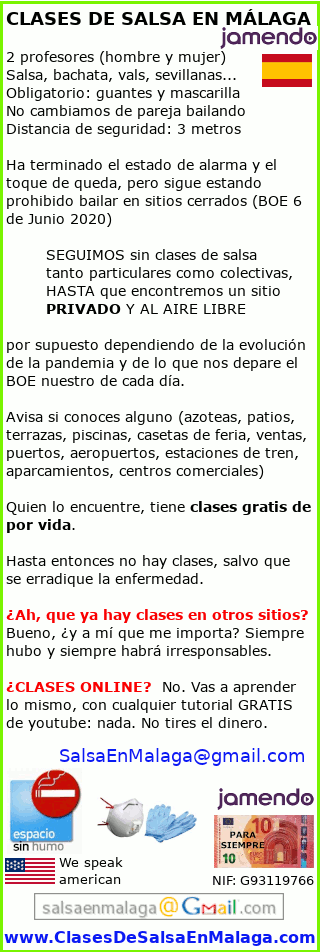 CLASES DE SALSA EN MÁLAGA
jamendo
2 profesores (hombre y mujer)
Salsa, bachata, vals, sevillanas...
Obligatorio: guantes y mascarilla
No cambiamos de pareja bailando
Distancia de seguridad: 3 metros
Ha terminado el estado de alarma y el
toque de queda, pero sigue estando
prohibido bailar en sitios cerrados (BOE 6
de Junio 2020)
SEGUIMOS sin clases de salsa
tanto particulares como colectivas,
HASTA que encontremos un sitio
PRIVADO Y AL AIRE LIBRE
por supuesto dependiendo de la evolución
de la pandemia y de lo que nos depare el
BOE nuestro de cada día.
Avisa si conoces alguno (azoteas, patios,
terrazas, piscinas, casetas de feria, ventas,
puertos, aeropuertos, estaciones de tren,
aparcamientos, centros comerciales)
Quien lo encuentre, tiene clases gratis de
por vida.
Hasta entonces no hay clases, salvo que
se erradique la enfermedad.
¿Ah, que ya hay clases en otros sitios?
Bueno, ¿y a mí que me importa? Siempre
hubo y siempre habrá irresponsables.
¿CLASES ONLINE? No. Vas a aprender
lo mismo, con cualquier tutorial GRATIS
de youtube: nada. No tires el dinero.
SalsaEnMalaga@gmail.com
espacio
sin humo
jamendo
10
PARA
SIEMPRE
10
We speak
american
NIF: G93119766
salsaenmalaga@Gmail.com
www.ClasesDeSalsaEnMalaga.com